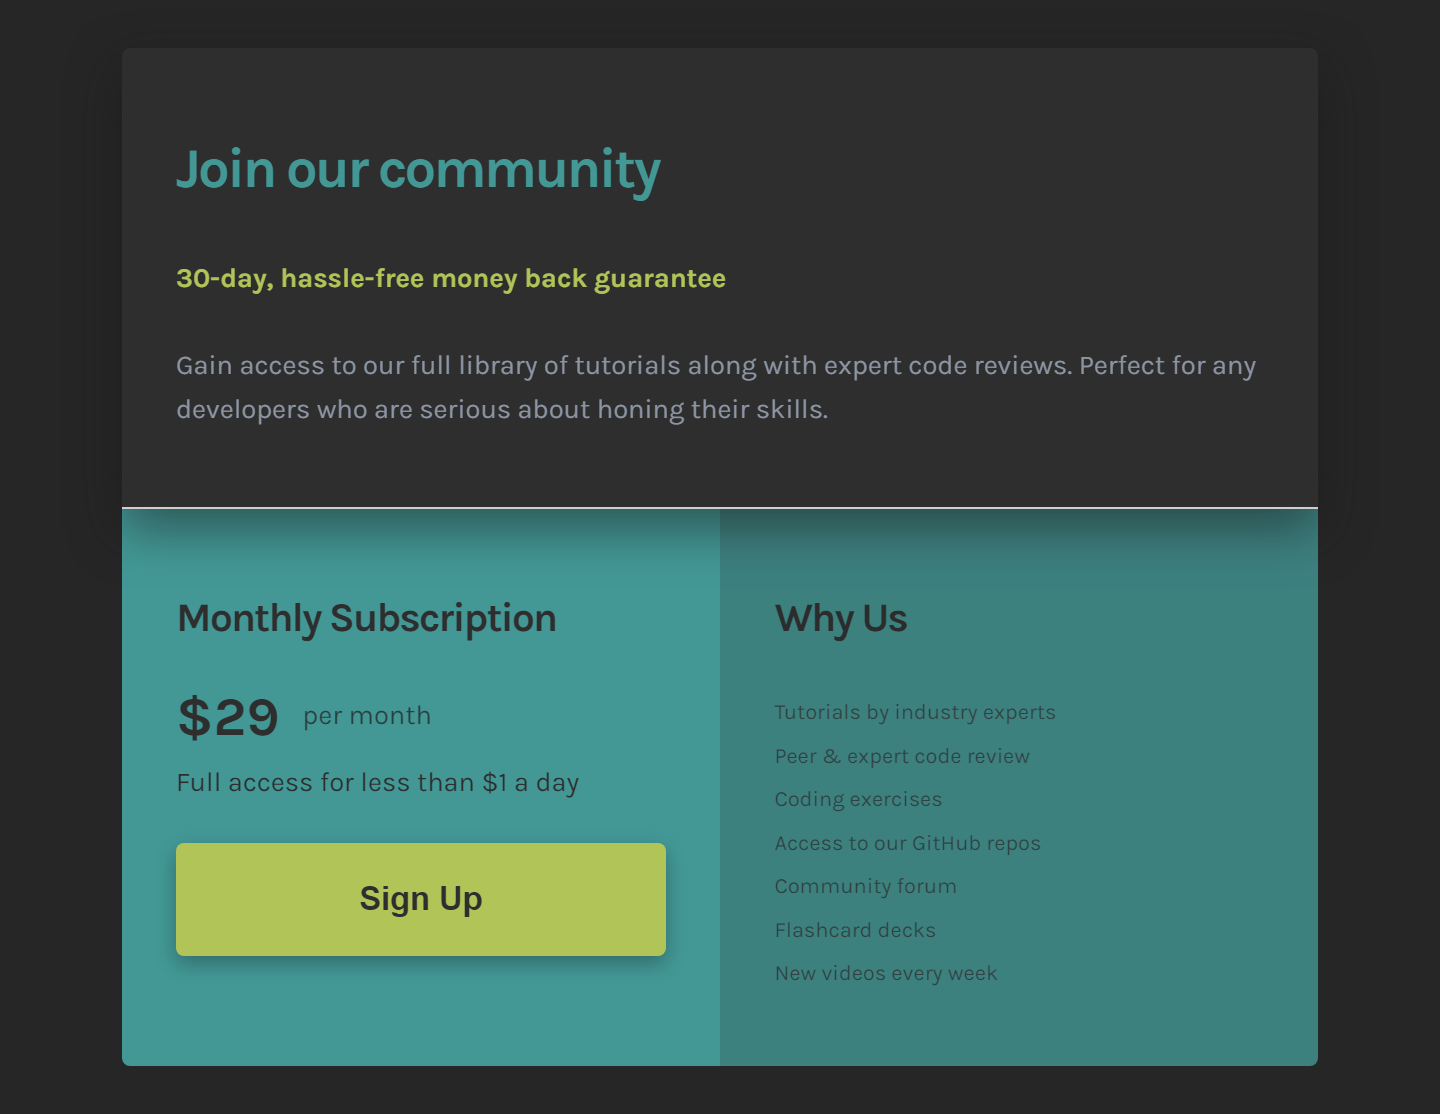 Join our community
30-day, hassle-free money back guarantee
Gain access to our full library of tutorials along with expert code reviews. Perfect for any
developers who are serious about honing their skills.
Monthly Subscription
$29 per month
Full access for less than $1 a day
Sign Up
Why Us
Tutorials by industry experts
Peer & expert code review
Coding exercises
Access to our GitHub repos
Community forum
Flashcard decks
New videos every week